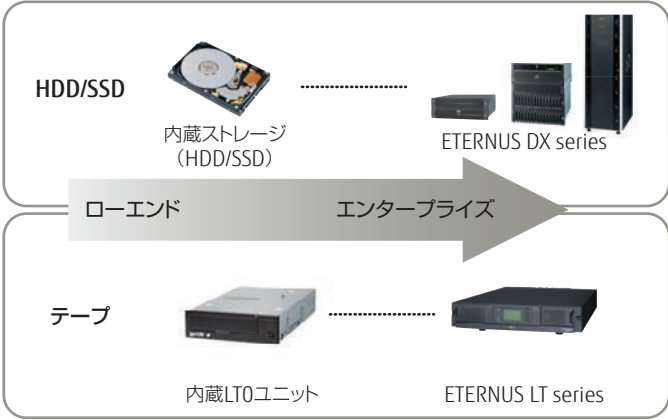 HDD/SSD
内蔵ストレージ
（HDD/SSD）
ETERNUS DX series
ローエンド
エンタープライズ
テープ
内蔵LTOユニット
ETERNUS LT series